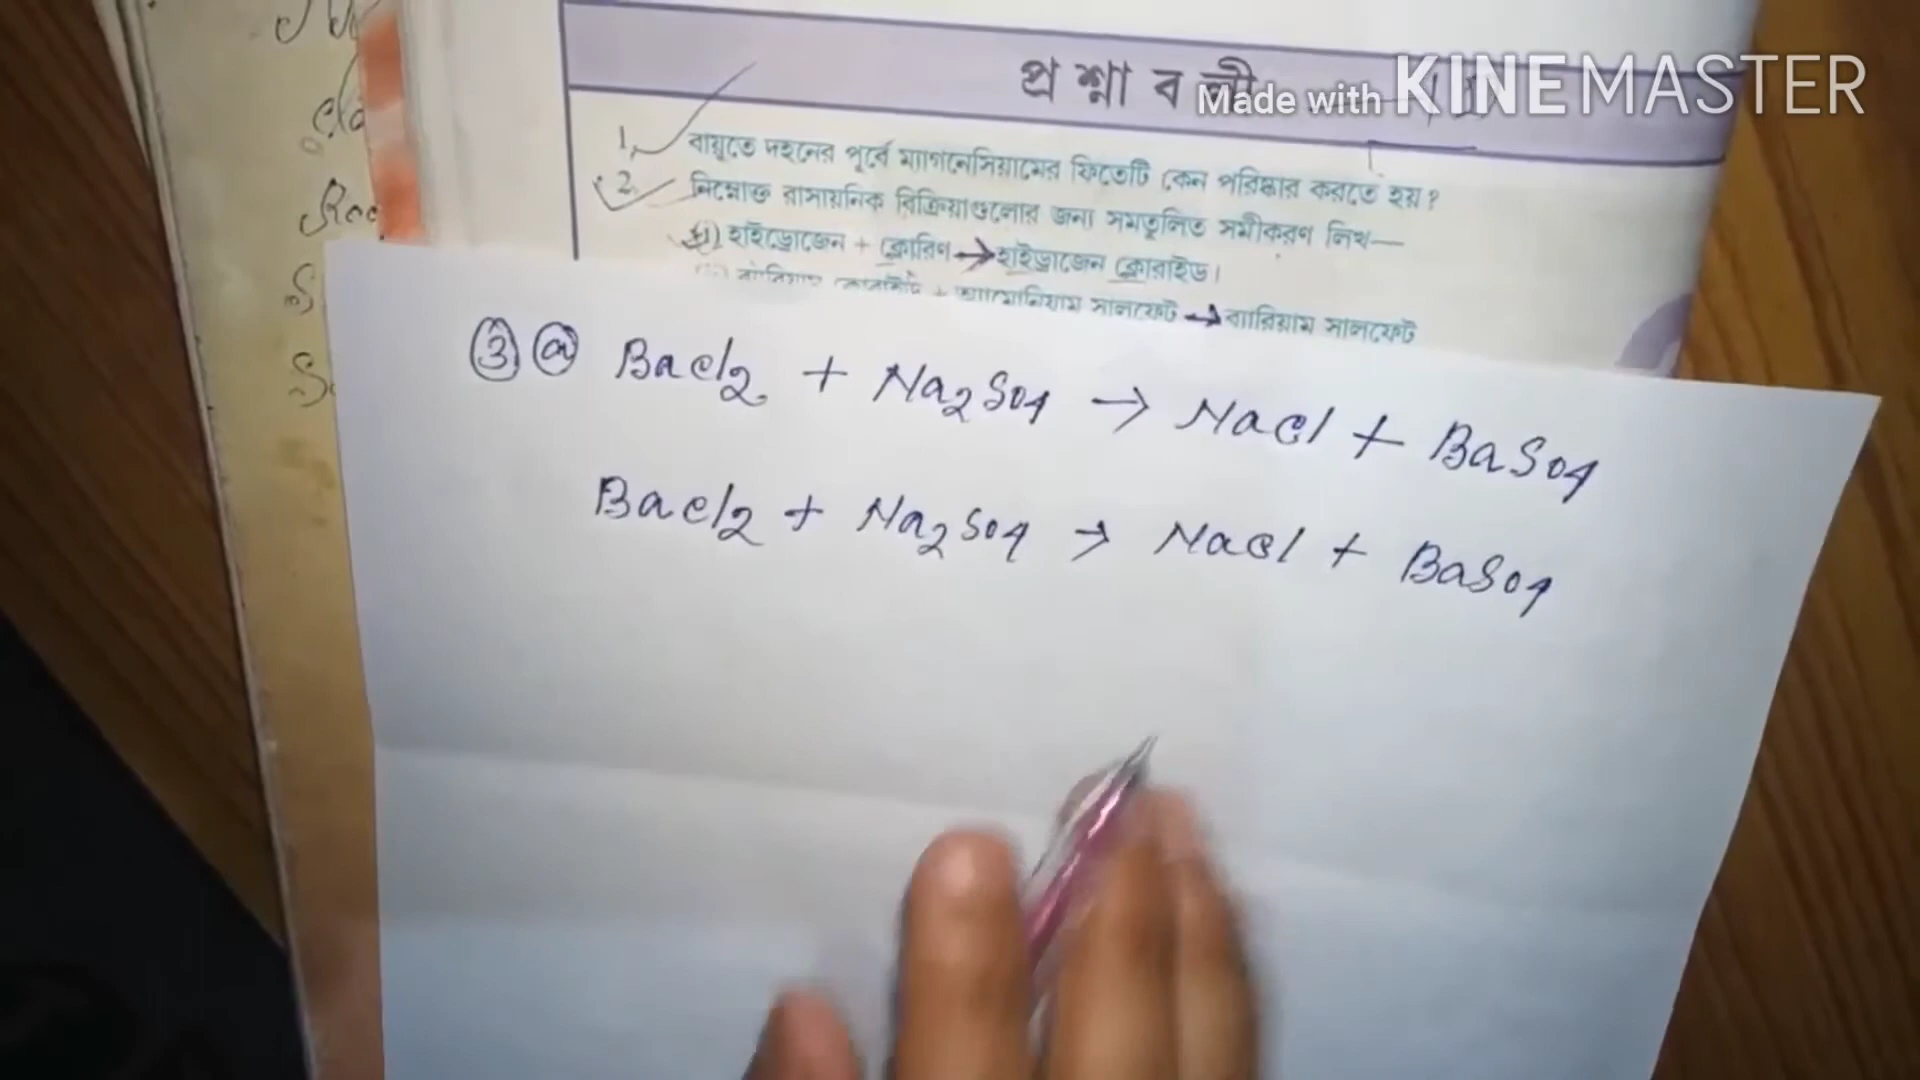 প্রশ্নাবলী
Made with KINEMASTER
1. বায়ুতে দহনের পূর্বে ম্যাগনেসিয়ামের ফিতেটি কেন পরিষ্কার করতে হয়?
2. নিম্নোক্ত রাসায়নিক বিক্রিয়াগুলোর জন্য সমতুলিত সমীকরণ লিখ—
হাইড্রোজেন + ক্লোরিণ → হাইড্রোজেন ক্লোরাইড।
+ অ্যামোনিয়াম সালফেট → ব্যারিয়াম সালফেট
3 a BaCl2 + Na2SO4 → NaCl + BaSO4
BaCl2 + Na2SO4 → NaCl + BaSO4